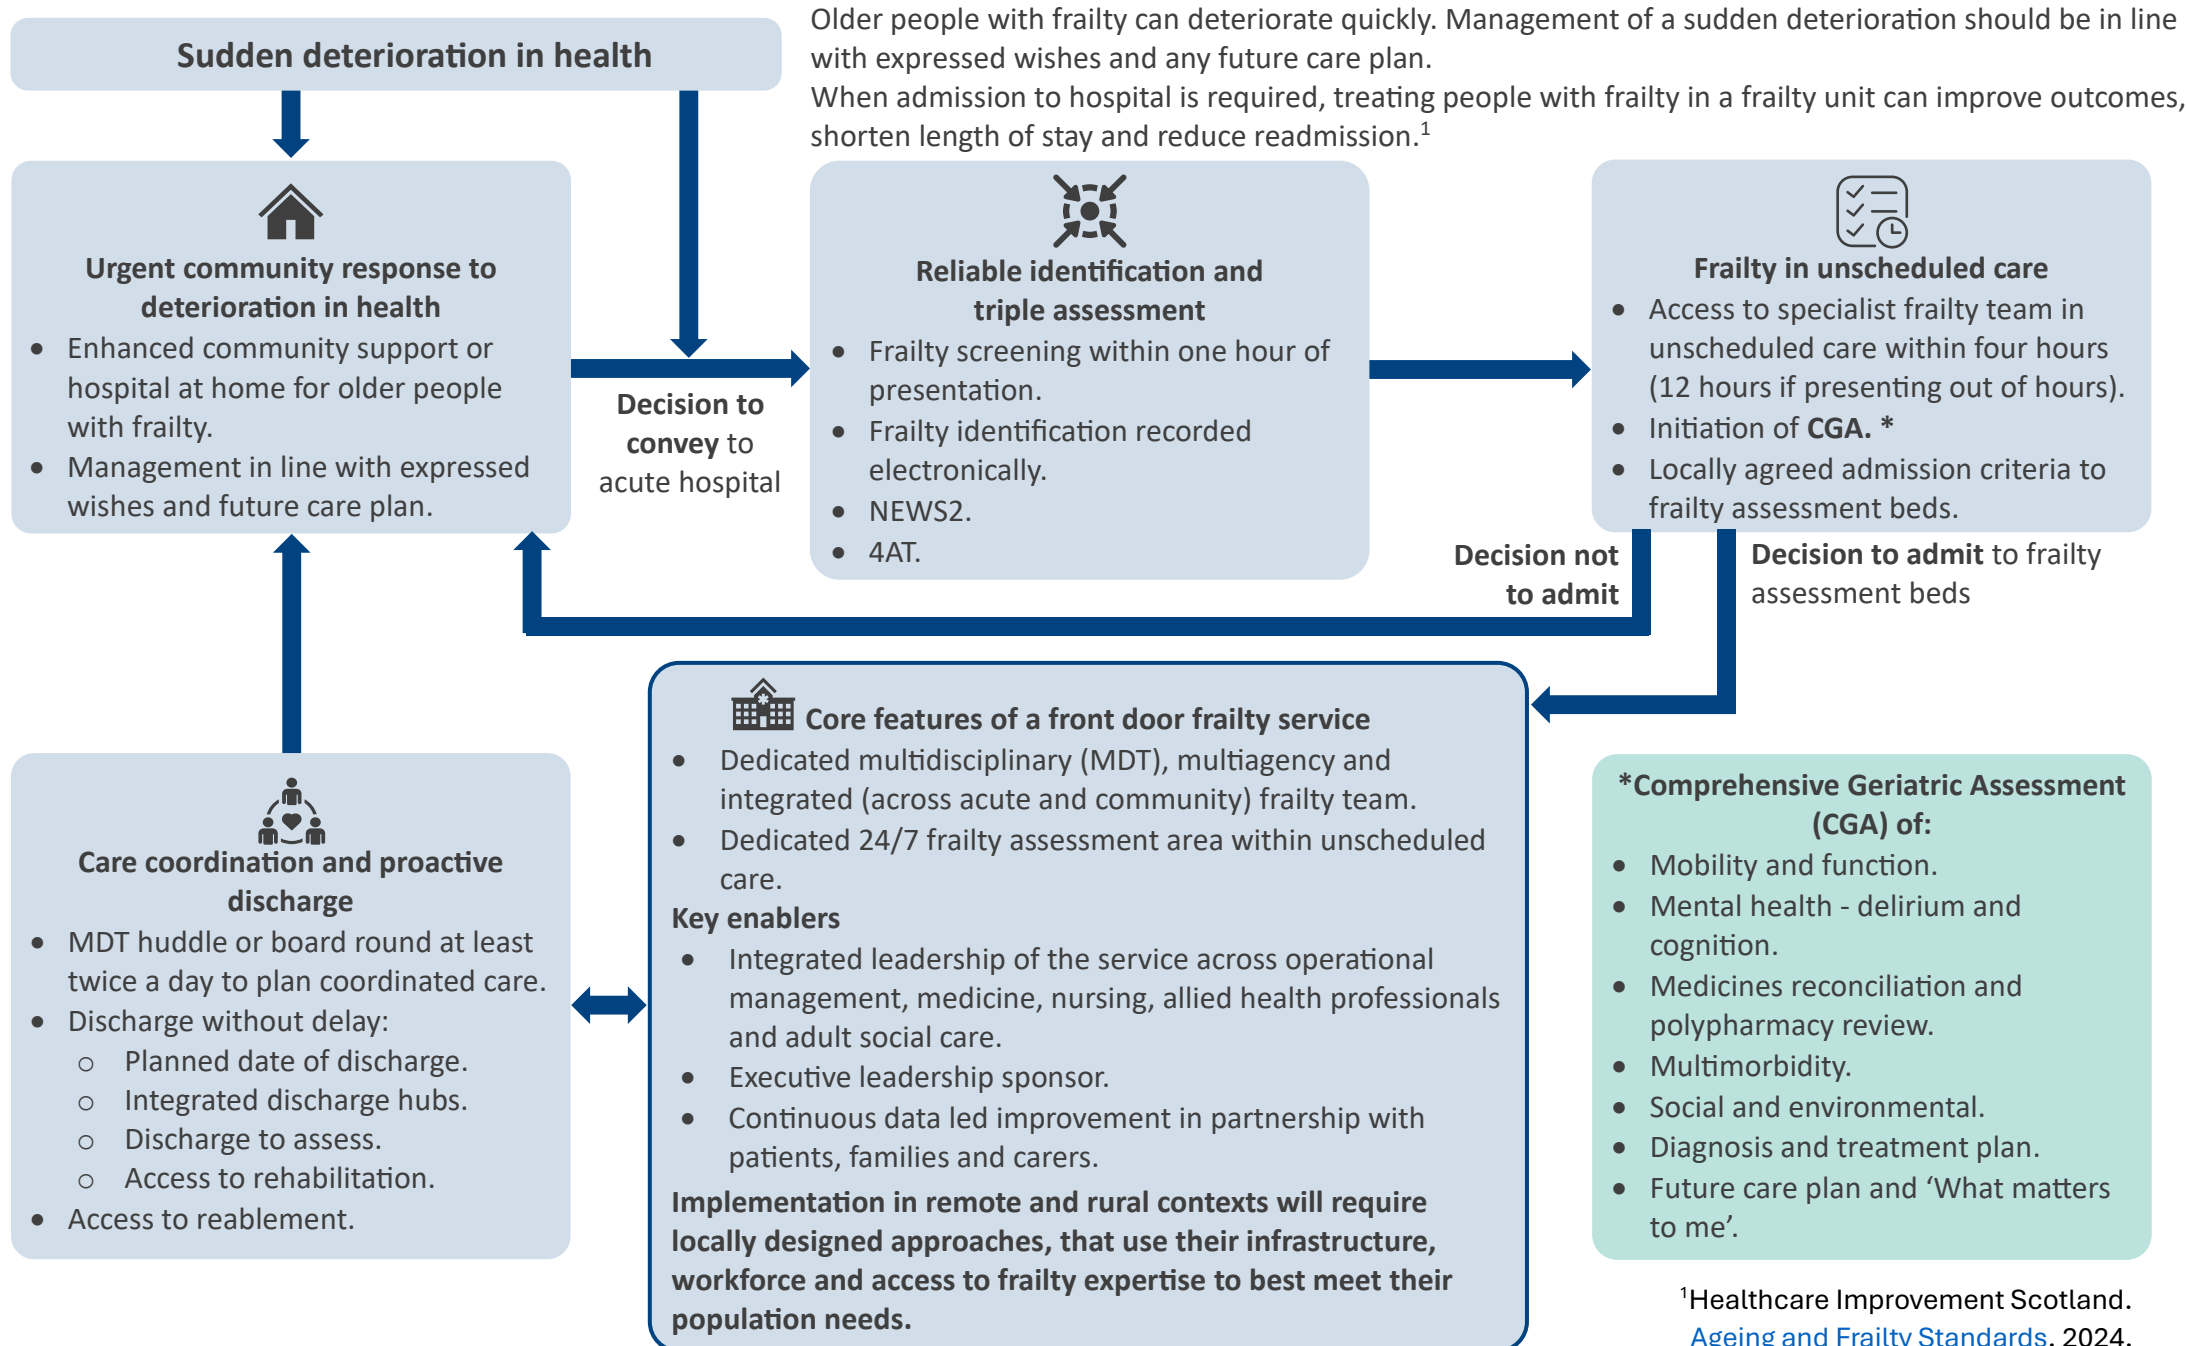 Sudden deterioration in health
Older people with frailty can deteriorate quickly. Management of a sudden deterioration should be in line
with expressed wishes and any future care plan.
When admission to hospital is required, treating people with frailty in a frailty unit can improve outcomes,
shorten length of stay and reduce readmission.¹
Urgent community response to
deterioration in health
• Enhanced community support or
hospital at home for older people
with frailty.
• Management in line with expressed
wishes and future care plan.
Decision to
convey to
acute hospital
Reliable identification and
triple assessment
• Frailty screening within one hour of
presentation.
• Frailty identification recorded
electronically.
• NEWS2.
• 4AT.
Frailty in unscheduled care
• Access to specialist frailty team in
unscheduled care within four hours
(12 hours if presenting out of hours).
• Initiation of CGA. *
• Locally agreed admission criteria to
frailty assessment beds.
Decision not
to admit
Decision to admit to frailty
assessment beds
Core features of a front door frailty service
• Dedicated multidisciplinary (MDT), multiagency and
integrated (across acute and community) frailty team.
• Dedicated 24/7 frailty assessment area within unscheduled
care.
Key enablers
• Integrated leadership of the service across operational
management, medicine, nursing, allied health professionals
and adult social care.
• Executive leadership sponsor.
• Continuous data led improvement in partnership with
patients, families and carers.
Implementation in remote and rural contexts will require
locally designed approaches, that use their infrastructure,
workforce and access to frailty expertise to best meet their
population needs.
Care coordination and proactive
discharge
• MDT huddle or board round at least
twice a day to plan coordinated care.
• Discharge without delay:
o Planned date of discharge.
o Integrated discharge hubs.
o Discharge to assess.
o Access to rehabilitation.
• Access to reablement.
*Comprehensive Geriatric Assessment
(CGA) of:
• Mobility and function.
• Mental health - delirium and
cognition.
• Medicines reconciliation and
polypharmacy review.
• Multimorbidity.
• Social and environmental.
• Diagnosis and treatment plan.
• Future care plan and ‘What matters
to me’.
¹Healthcare Improvement Scotland.
Ageing and Frailty Standards. 2024.